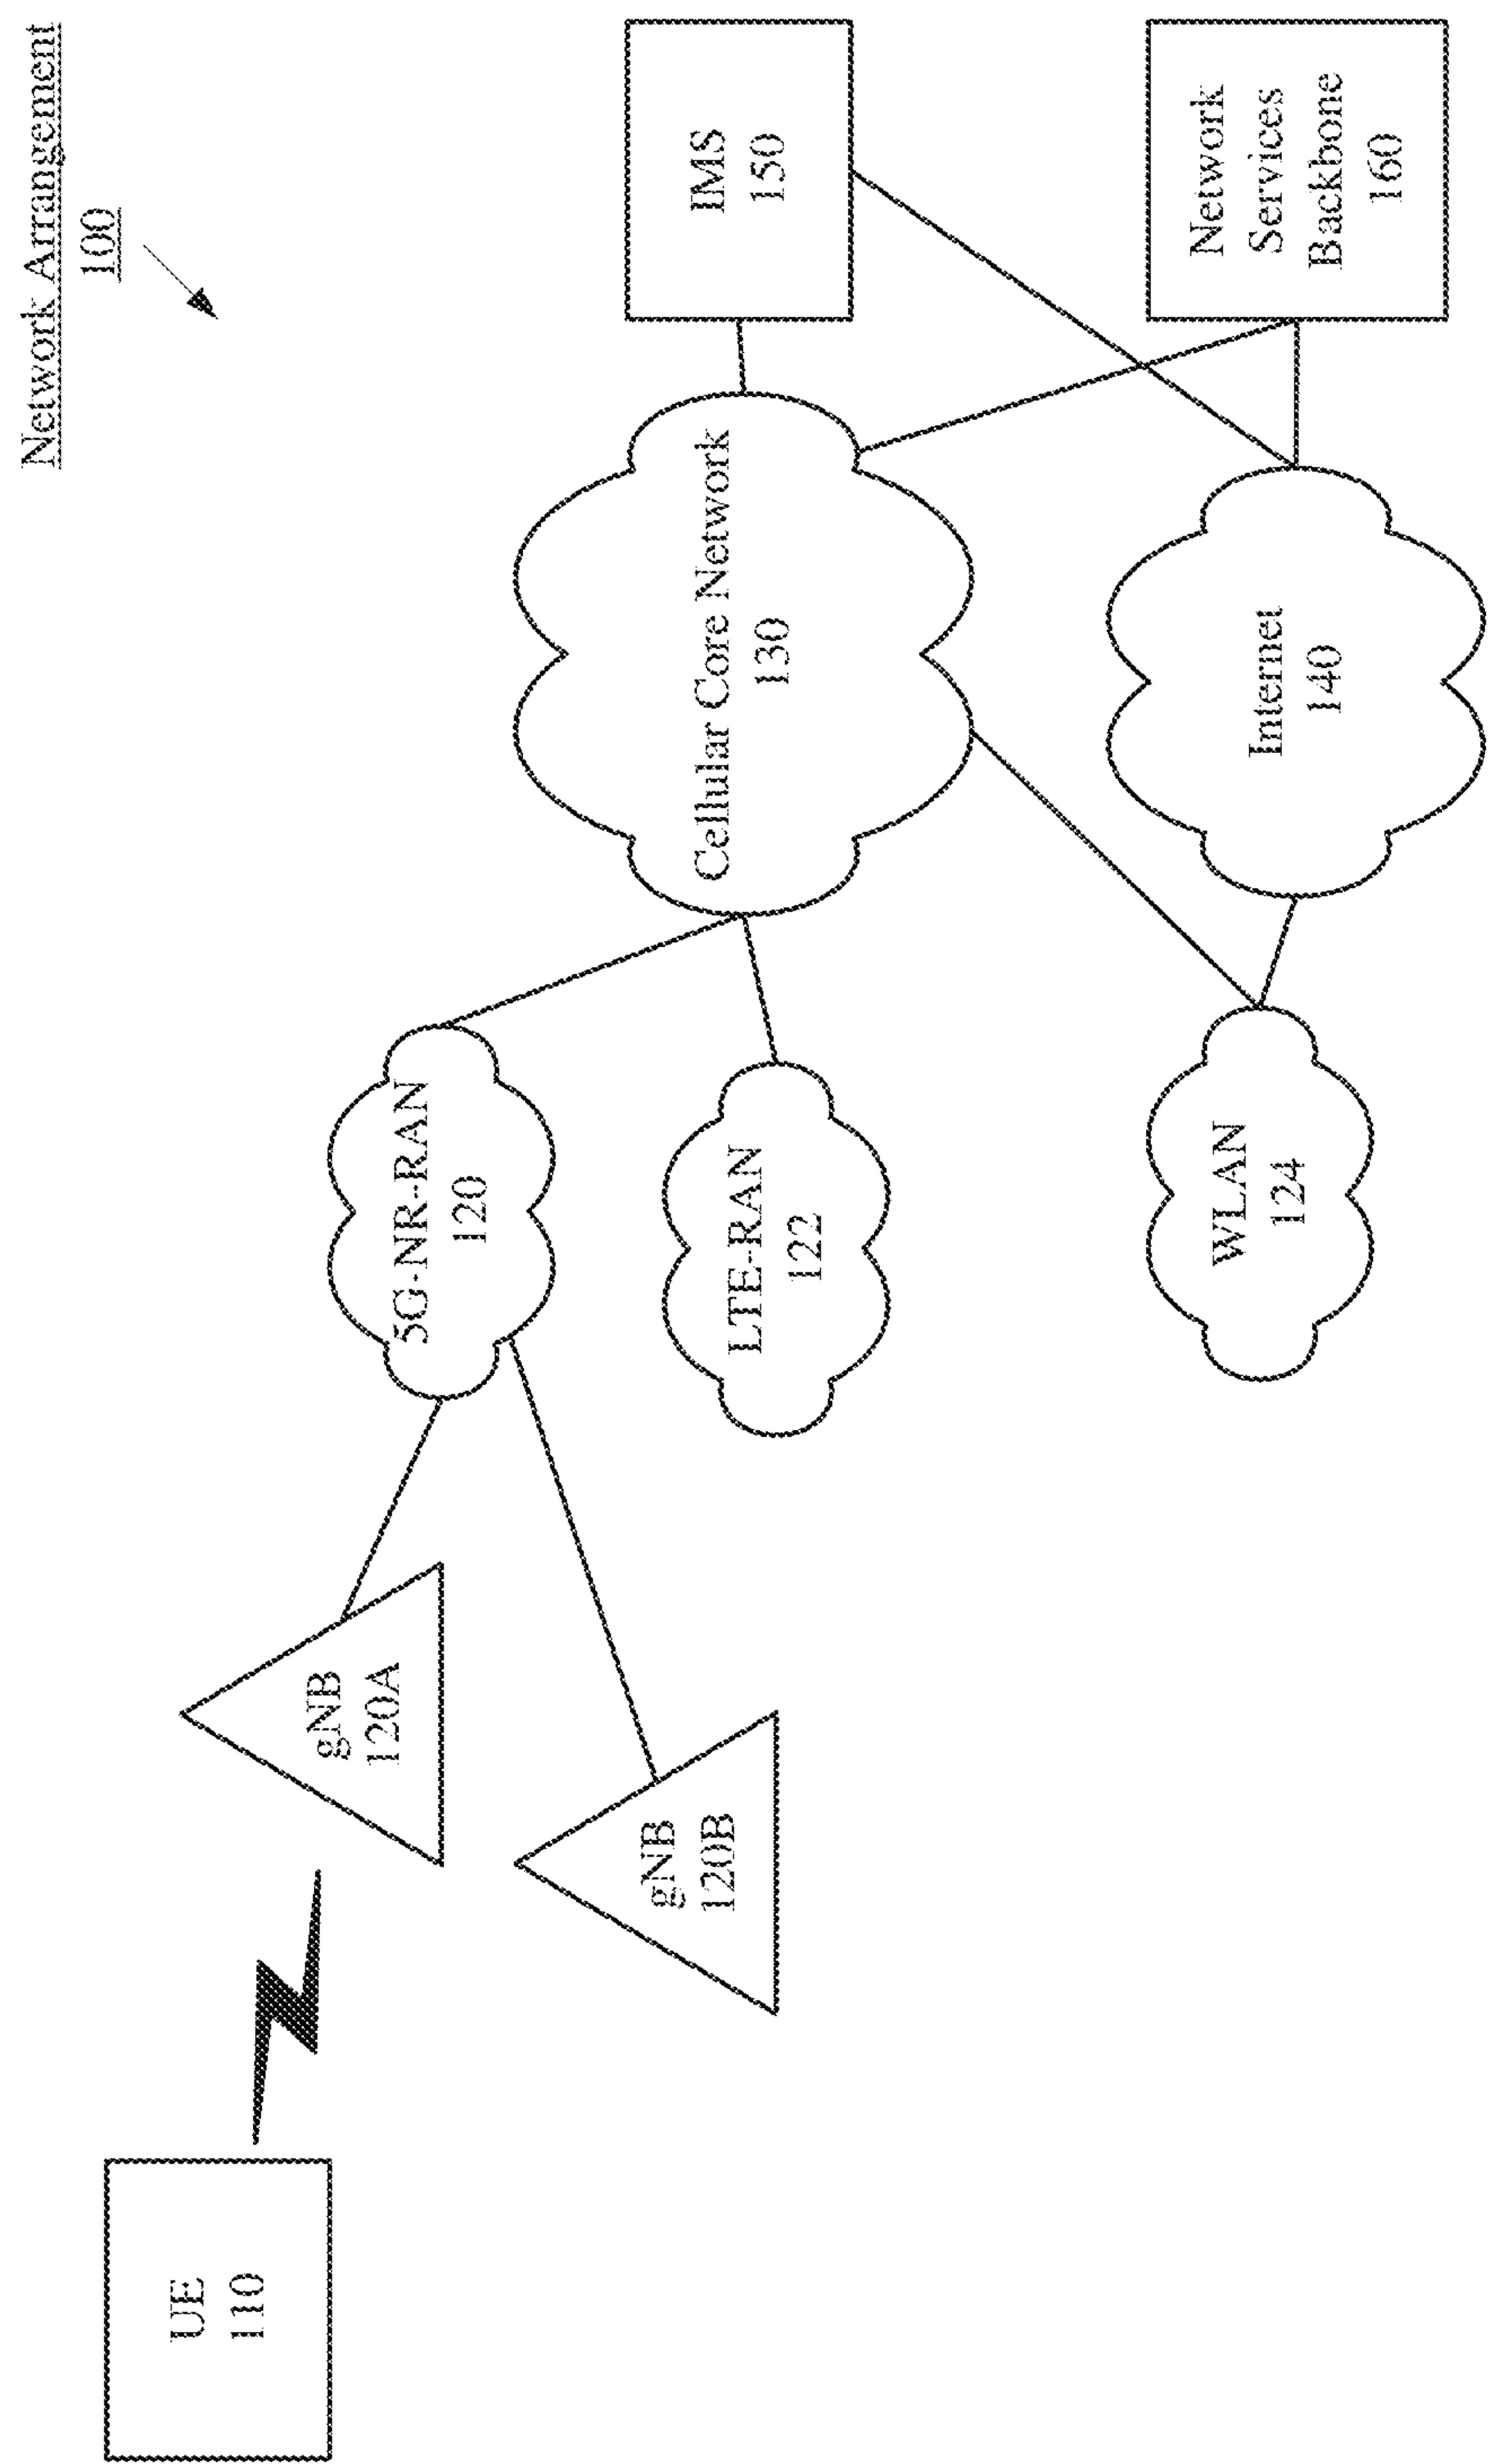 Network Arrangement
100
UE
110
gNB
120A
gNB
120B
5G-NR-RAN
120
LTE-RAN
122
WLAN
124
Cellular Core Network
130
Internet
140
IMS
150
Network
Services
Backbone
160